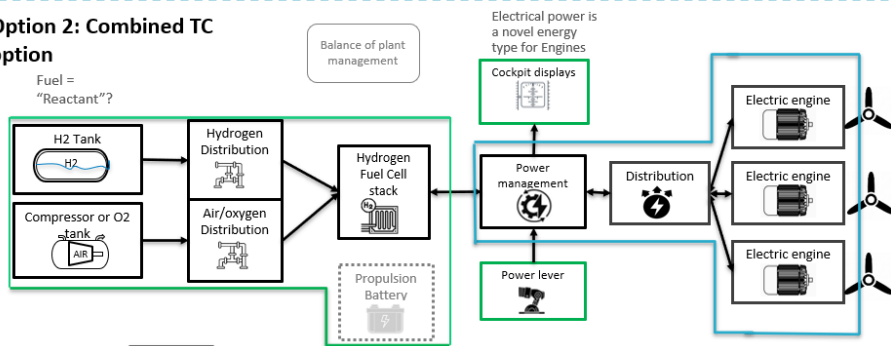 Option 2: Combined TC
option
Fuel =
“Reactant”?
Balance of plant
management
Electrical power is
a novel energy
type for Engines
Cockpit displays
H2 Tank
H2
Hydrogen
Distribution
Compressor or O2
tank
AIR
Air/oxygen
Distribution
Hydrogen
Fuel Cell
stack
H2
Propulsion
Battery
Power
management
Power lever
Distribution
Electric engine
Electric engine
Electric engine